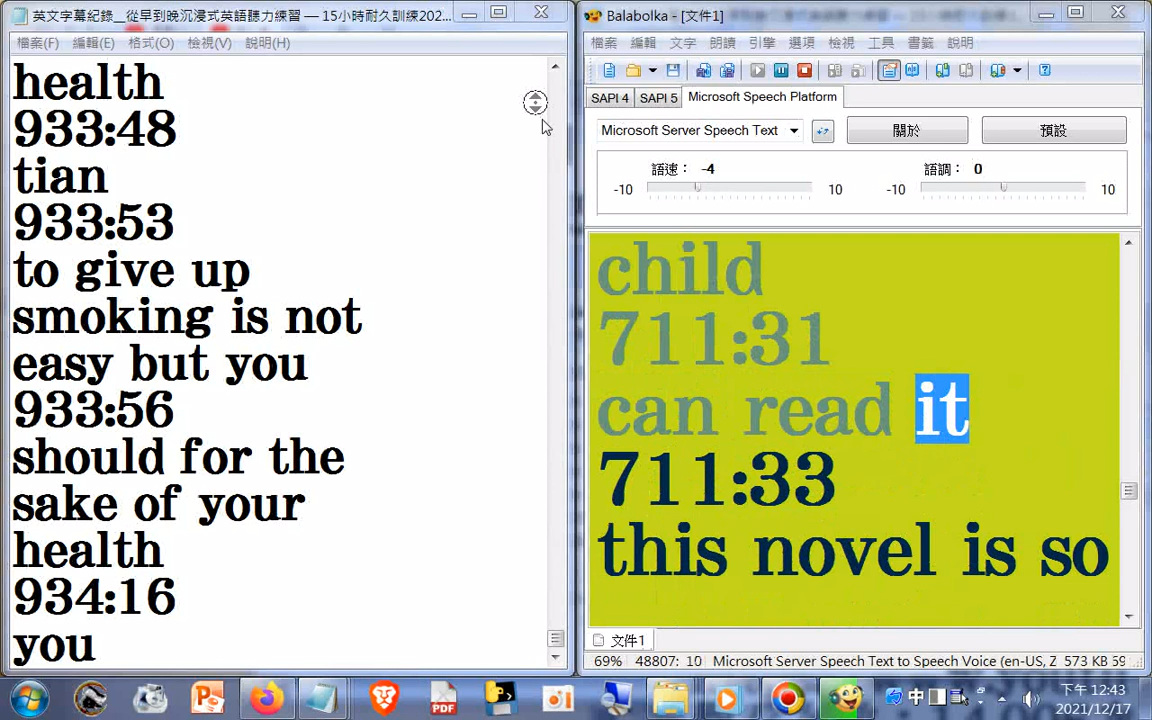 英文字幕紀錄__從早到晚沉浸式英語聽力練習 — 15小時耐久訓練202...
檔案(F) 編輯(E) 格式(O) 檢視(V) 說明(H)
health
933:48
tian
933:53
to give up
smoking is not
easy but you
933:56
should for the
sake of your
health
934:16
you
Balabolka - [文件1]
檔案 編輯 文字 朗讀 引擎 選項 檢視 工具 書籤 說明
SAPI 4 SAPI 5 Microsoft Speech Platform
Microsoft Server Speech Text 關於 預設
語速： -4 語調： 0
-10 10 -10 10
child
711:31
can read it
711:33
this novel is so
文件1
69% 48807: 10 Microsoft Server Speech Text to Speech Voice (en-US, Z 573 KB 59
PDF 中 下午 12:43
2021/12/17